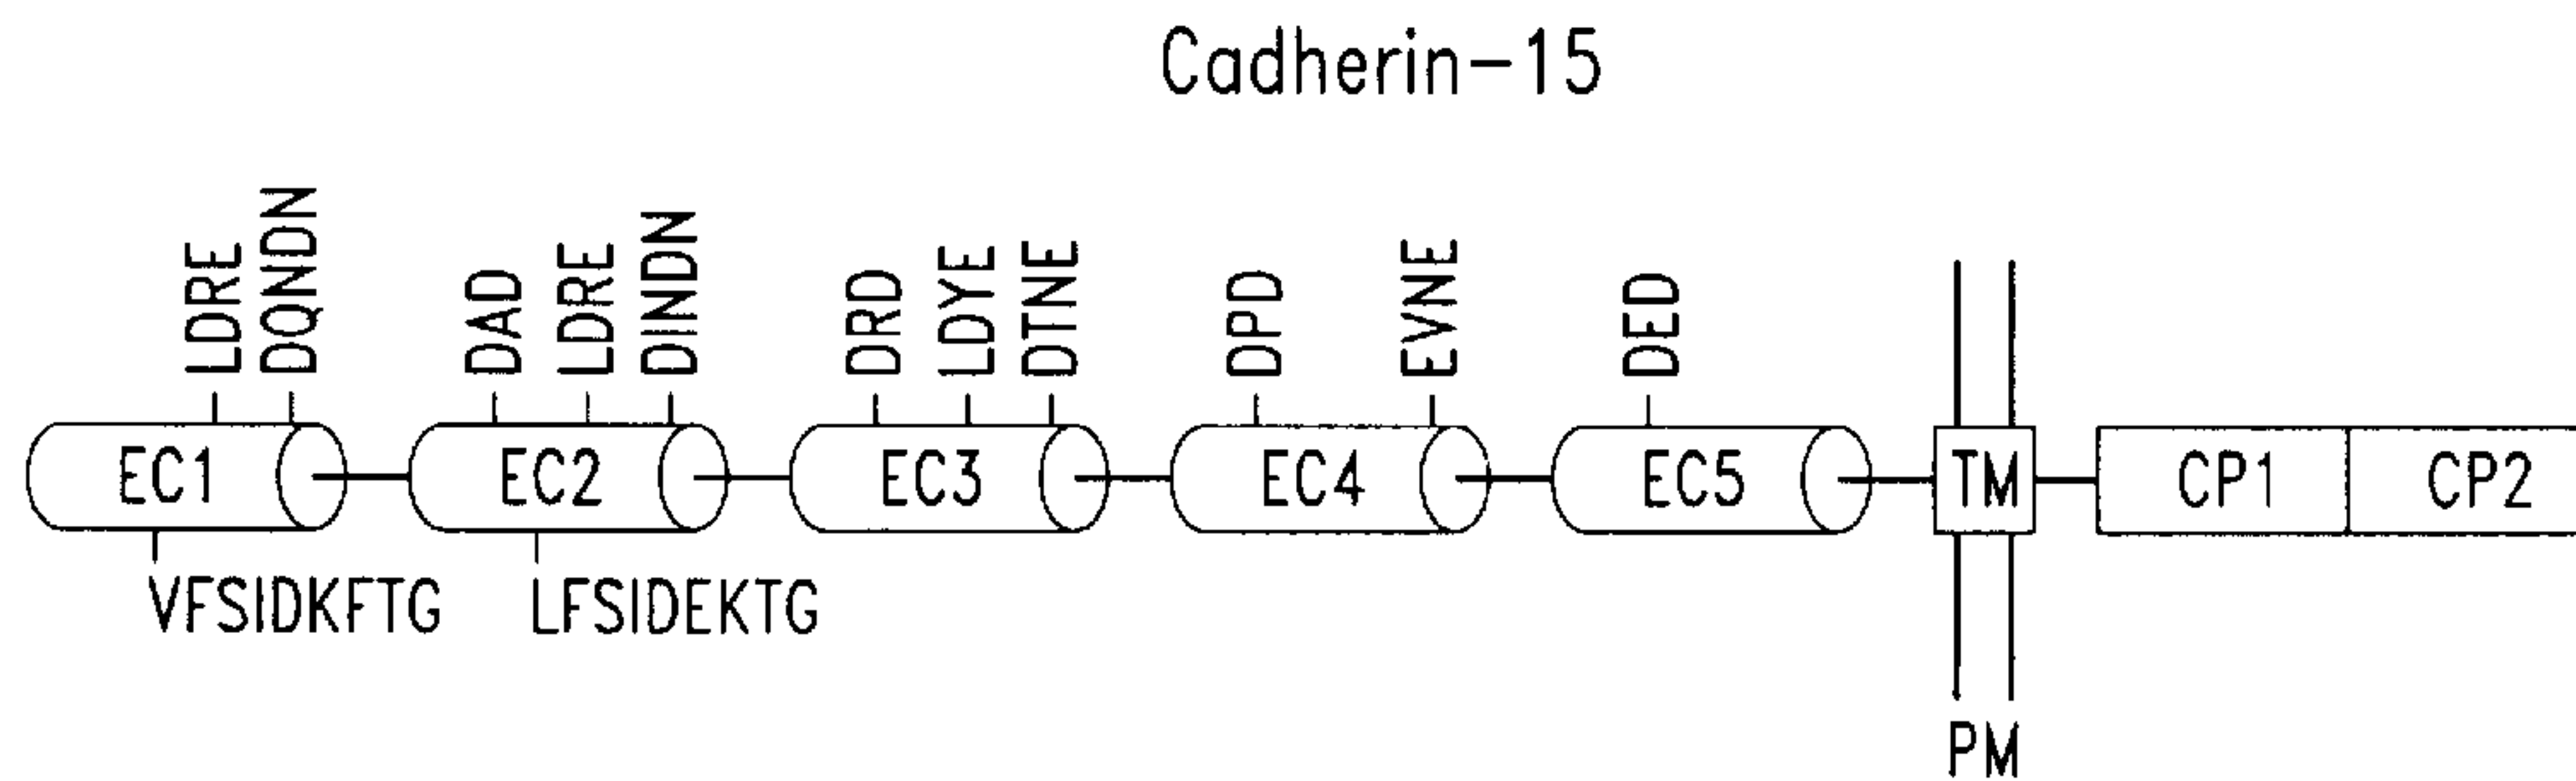 Cadherin-15
LDRE
DQNDN
DAD
LDRE
DINDN
DRD
LDYE
DTNE
DPD
EVNE
DED
EC1
EC2
EC3
EC4
EC5
TM
CP1
CP2
VFSIDKFTG
LFSIDEKTG
PM